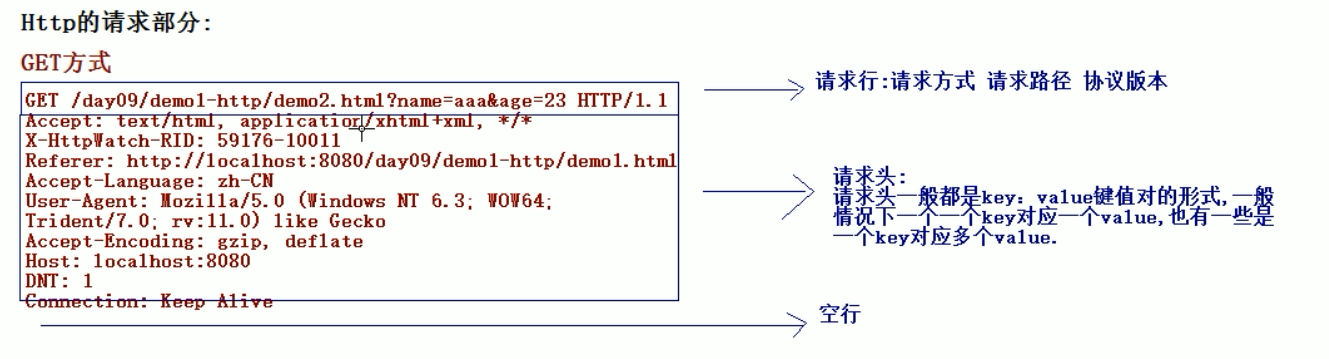 Http的请求部分:
GET方式
GET /day09/demo1-http/demo2.html?name=aaa&age=23 HTTP/1.1
请求行:请求方式 请求路径 协议版本
Accept: text/html, application/xhtml+xml, */*
X-HttpWatch-RID: 59176-10011
Referer: http://localhost:8080/day09/demo1-http/demo1.html
Accept-Language: zh-CN
User-Agent: Mozilla/5.0 (Windows NT 6.3; WOW64;
Trident/7.0; rv:11.0) like Gecko
Accept-Encoding: gzip, deflate
Host: localhost:8080
DNT: 1
Connection: Keep Alive
请求头:
请求头一般都是key: value键值对的形式,一般
情况下一个一个key对应一个value,也有一些是
一个key对应多个value.
空行